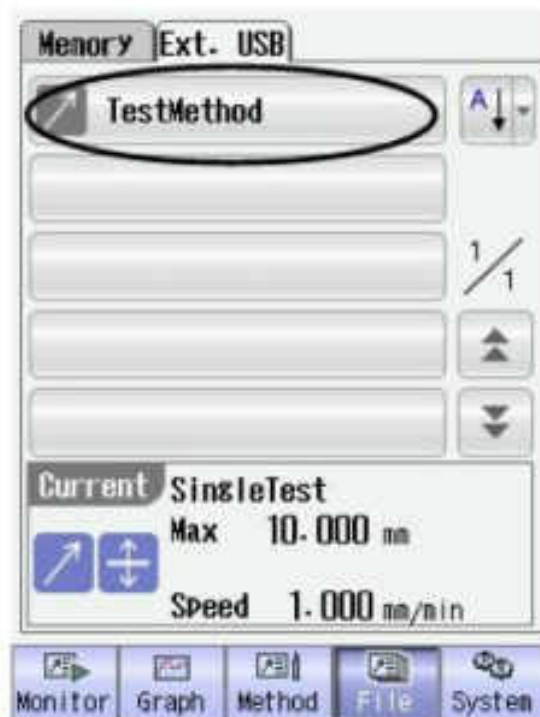 Memory Ext. USB
TestMethod
A
1/1
Current SingleTest
Max 10.000 mm
Speed 1.000 mm/min
Monitor Graph Method File System